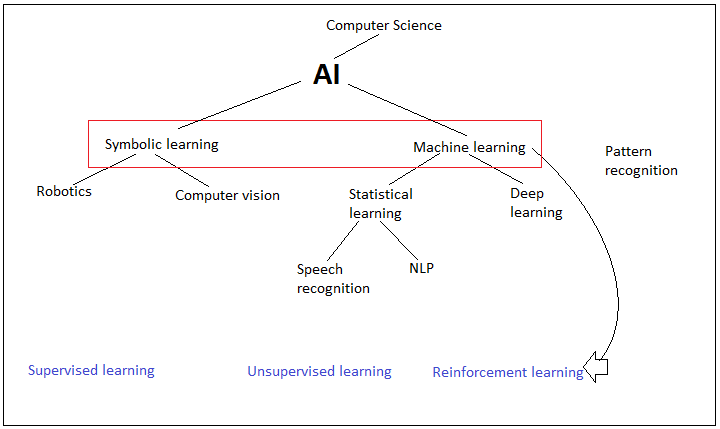 Computer Science
AI
Symbolic learning
Machine learning
Pattern
recognition
Robotics
Computer vision
Statistical
learning
Deep
learning
Speech
recognition
NLP
Supervised learning
Unsupervised learning
Reinforcement learning